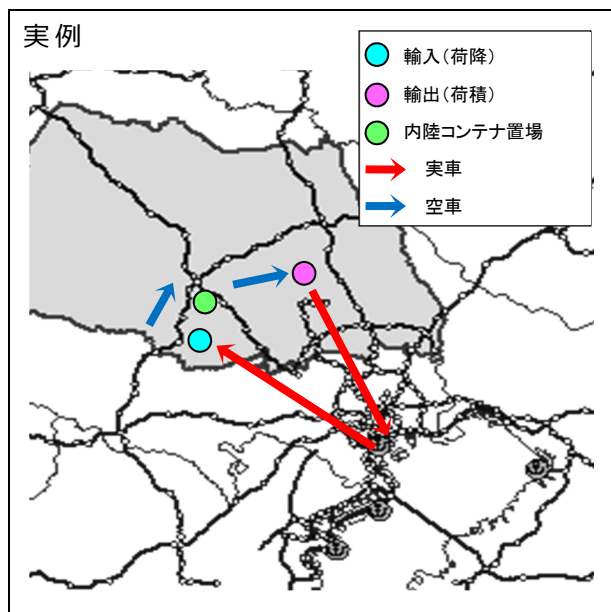 実例
輸入（荷降）
輸出（荷積）
内陸コンテナ置場
実車
空車